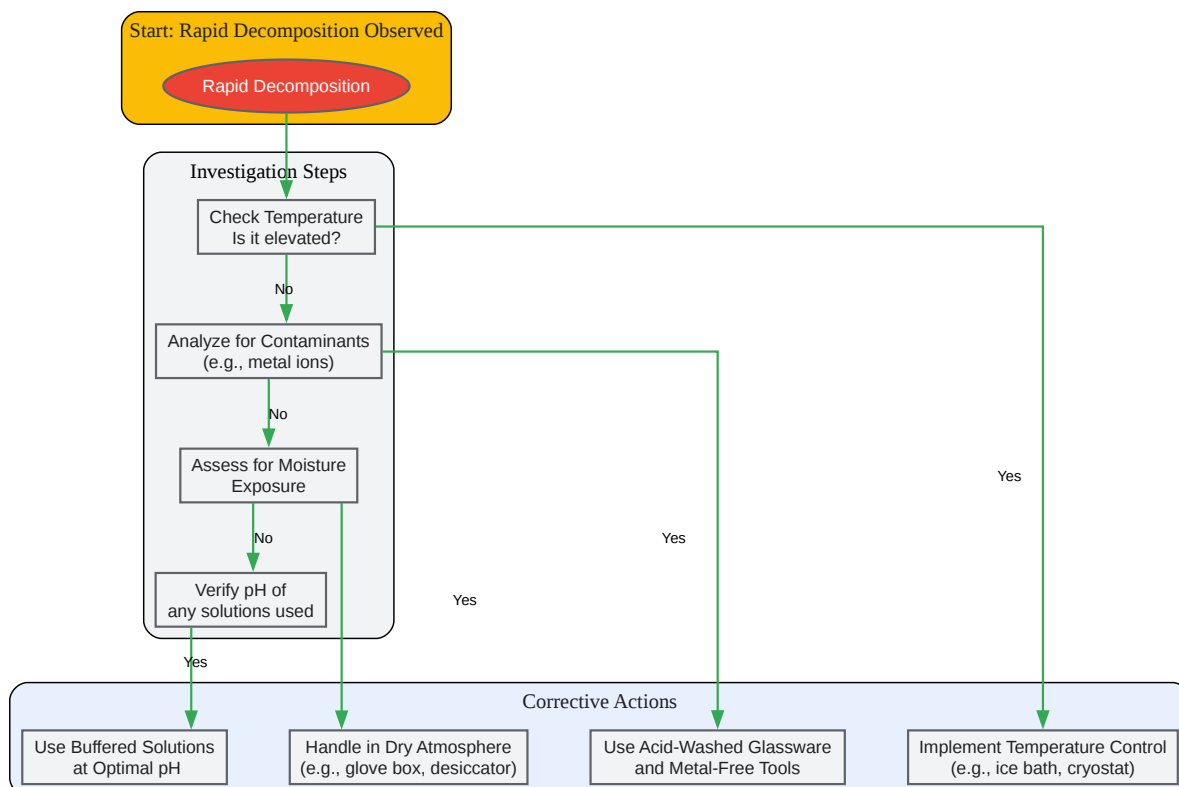 Start: Rapid Decomposition Observed
Rapid Decomposition
Investigation Steps
Check Temperature
Is it elevated?
No
Analyze for Contaminants
(e.g., metal ions)
No
Assess for Moisture
Exposure
Yes
No
Yes
Verify pH of
any solutions used
Yes
Yes
Corrective Actions
Use Buffered Solutions
at Optimal pH
Handle in Dry Atmosphere
(e.g., glove box, desiccator)
Use Acid-Washed Glassware
and Metal-Free Tools
Implement Temperature Control
(e.g., ice bath, cryostat)